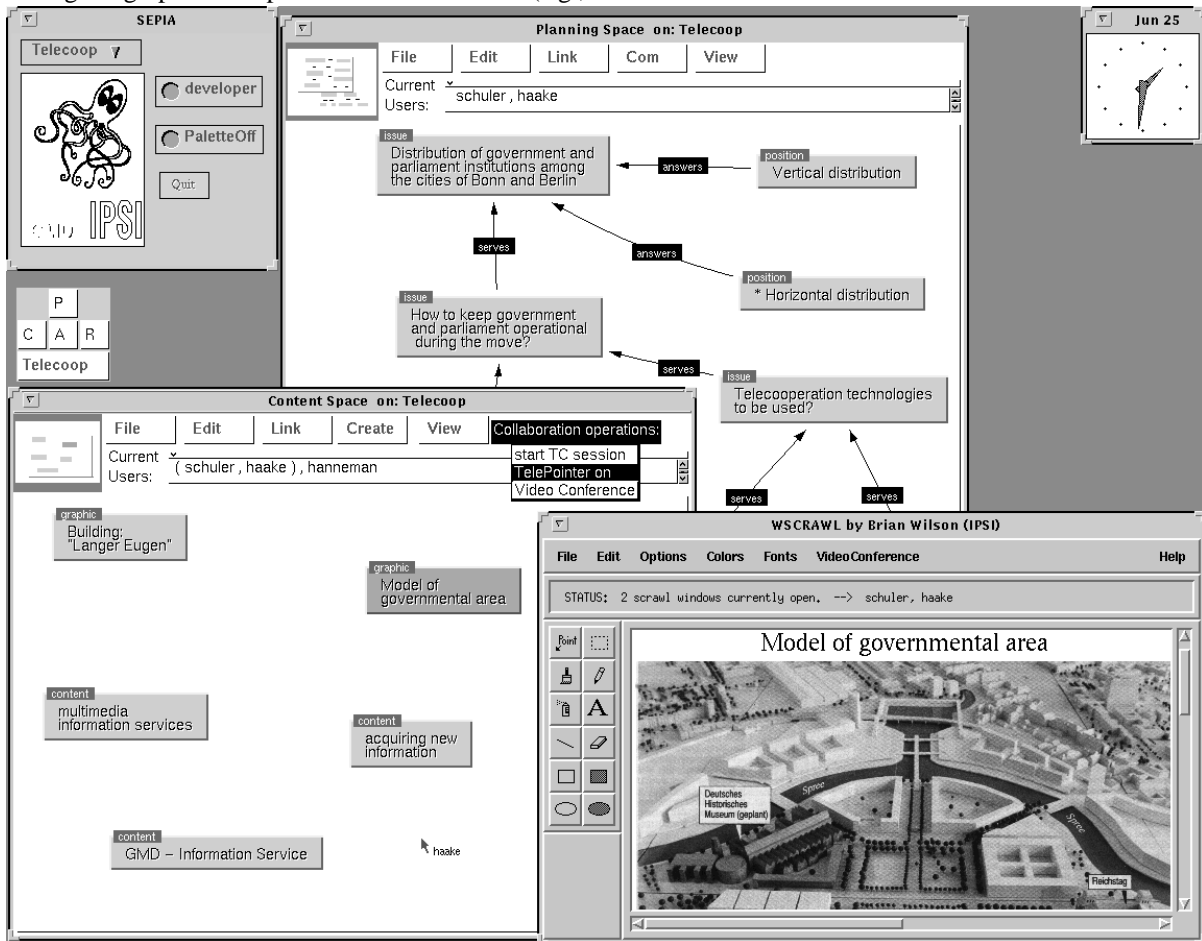 SEPIA
Telecoop
developer
PaletteOff
Quit
GMD IPSI
P
C A R
Telecoop
Planning Space on: Telecoop
File Edit Link Com View
Current
Users:
schuler , haake
issue
Distribution of government and
parliament institutions among
the cities of Bonn and Berlin
answers
position
Vertical distribution
serves
answers
position
* Horizontal distribution
issue
How to keep government
and parliament operational
during the move?
serves
issue
Telecooperation technologies
to be used?
serves
serves
Jun 25
Content Space on: Telecoop
File Edit Link Create View Collaboration operations:
start TC session
TelePointer on
Video Conference
Current
Users:
( schuler , haake ) , hanneman
graphic
Building:
"Langer Eugen"
graphic
Model of
governmental area
content
multimedia
information services
content
acquiring new
information
content
GMD – Information Service
haake
WSCRAWL by Brian Wilson (IPSI)
File Edit Options Colors Fonts VideoConference Help
STATUS: 2 scrawl windows currently open. --> schuler, haake
Point
A
Model of governmental area
Deutsches
Historisches
Museum (geplant)
Spree
Spree
Reichstag